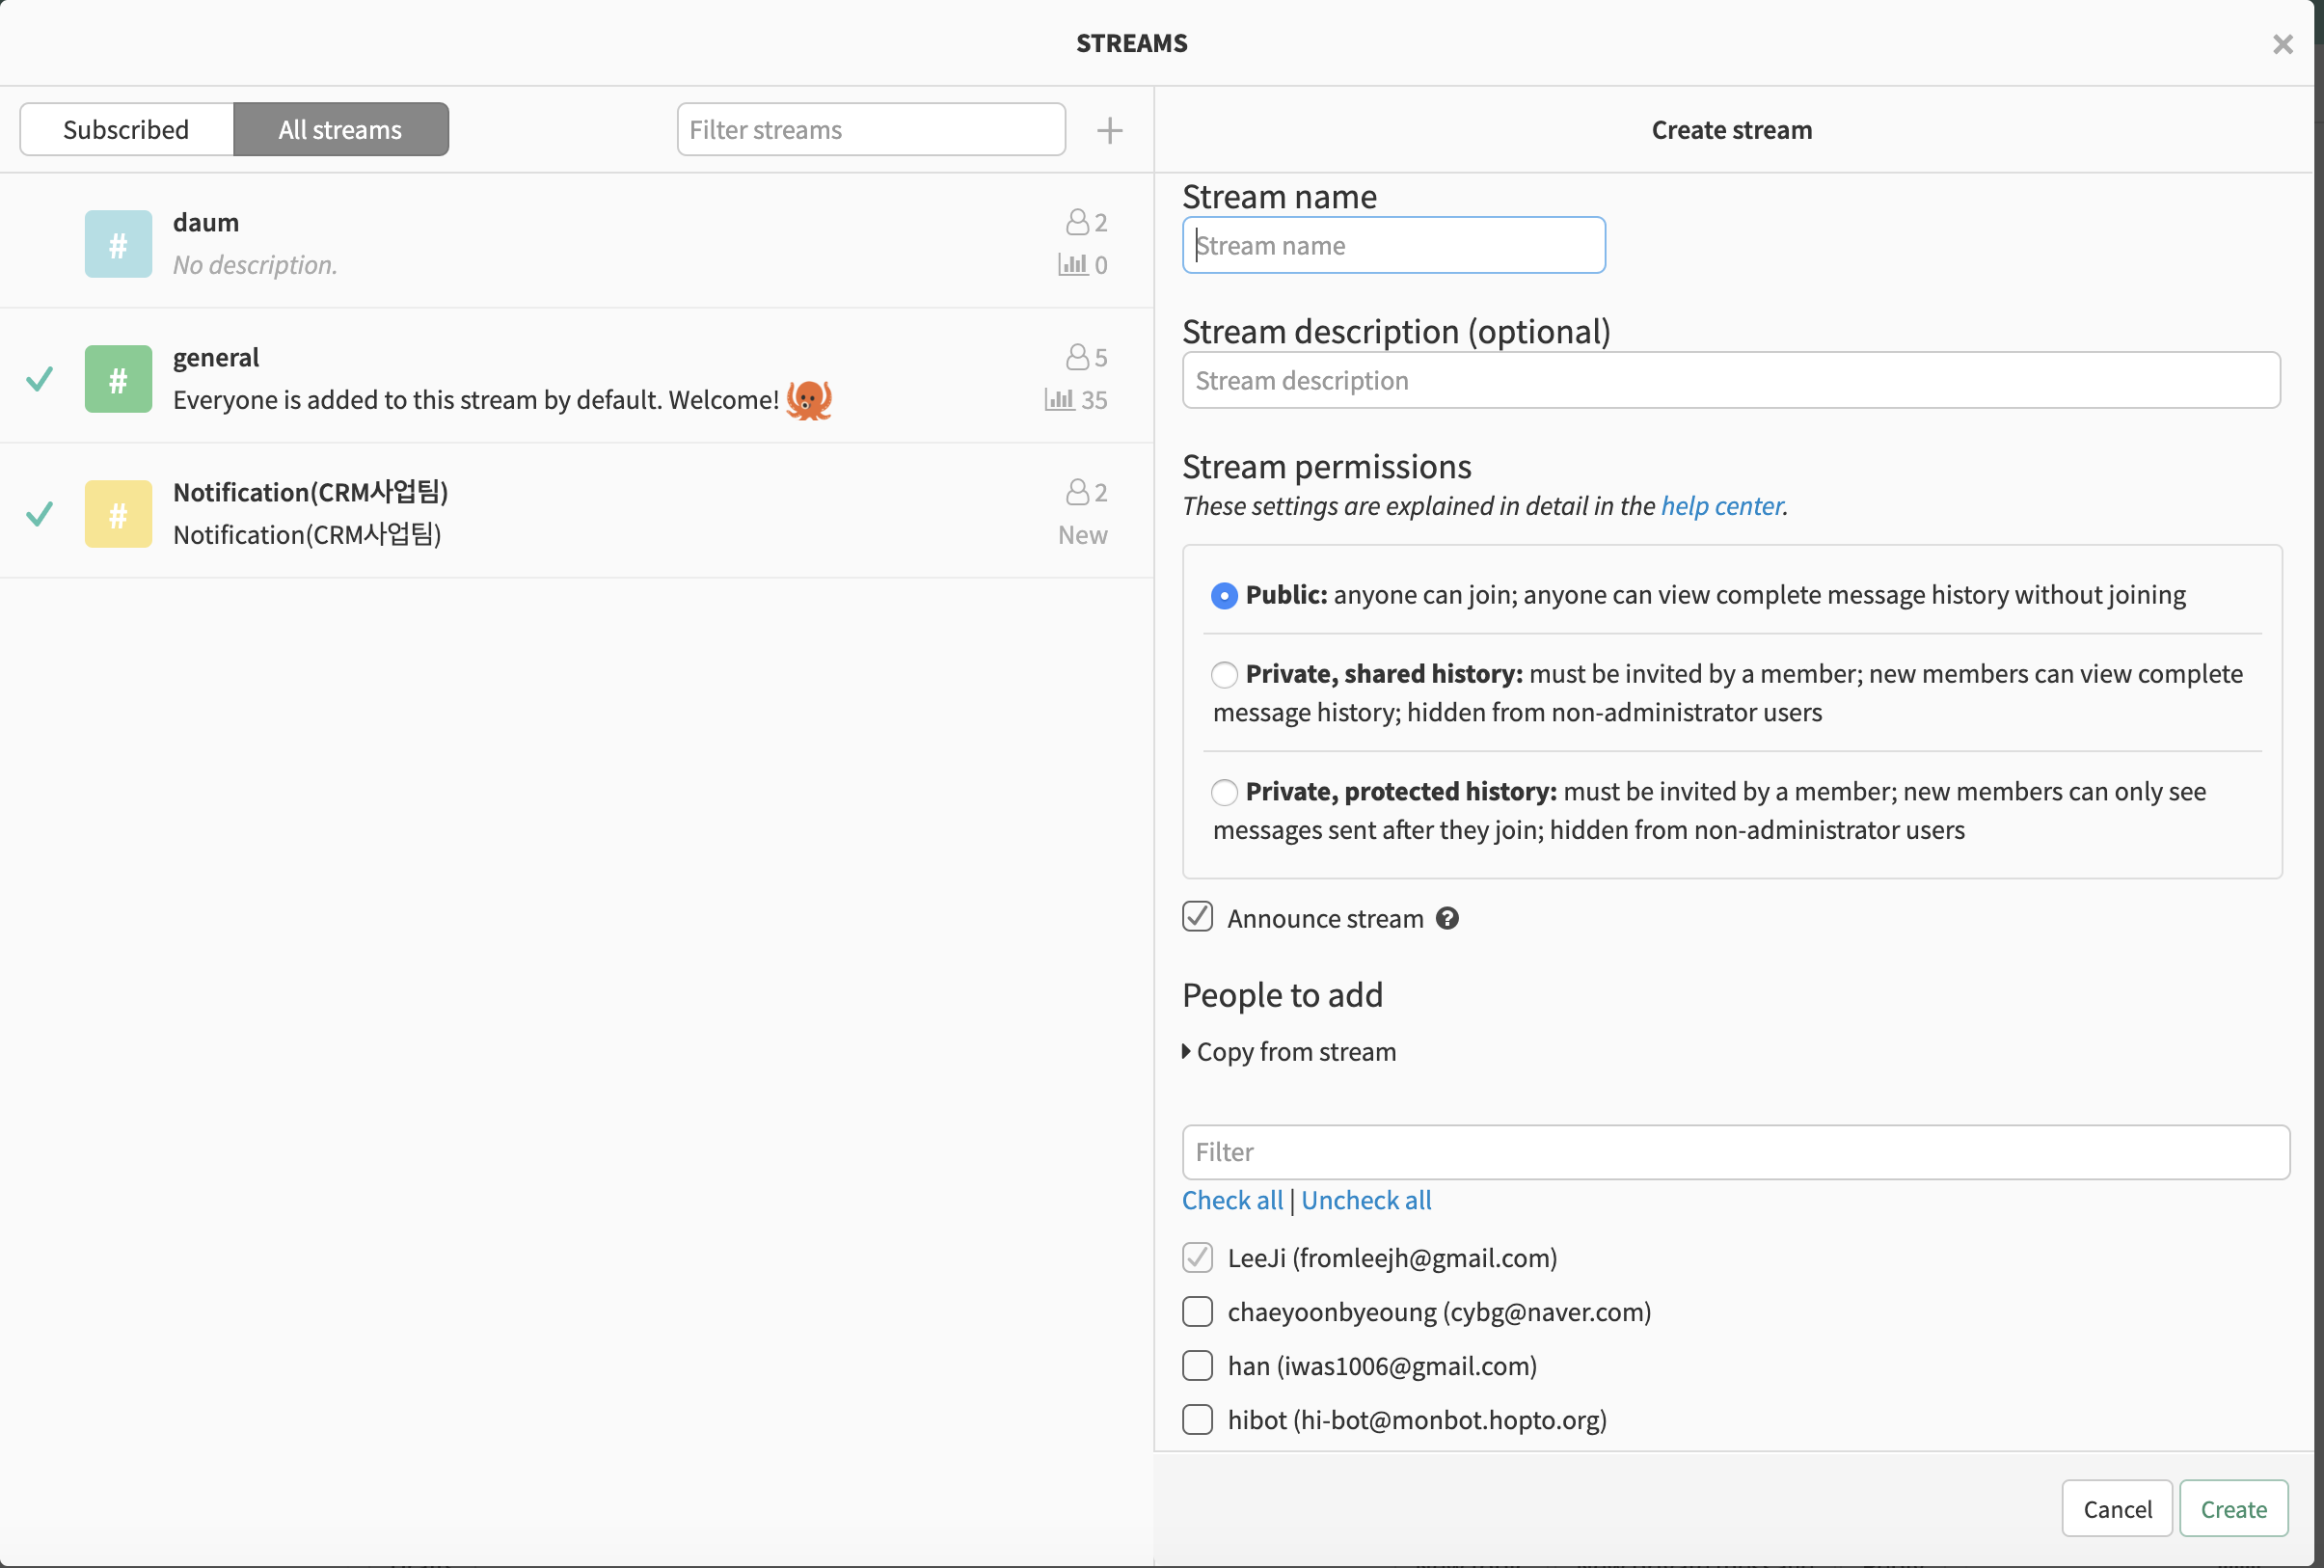 STREAMS
×
Subscribed
All streams
Filter streams
+
Create stream
# daum 2
No description. 0
# general 5
Everyone is added to this stream by default. Welcome! 35
# Notification(CRM사업팀) 2
Notification(CRM사업팀) New
Stream name
Stream name
Stream description (optional)
Stream description
Stream permissions
These settings are explained in detail in the help center.
Public: anyone can join; anyone can view complete message history without joining
Private, shared history: must be invited by a member; new members can view complete
message history; hidden from non-administrator users
Private, protected history: must be invited by a member; new members can only see
messages sent after they join; hidden from non-administrator users
Announce stream ?
People to add
Copy from stream
Filter
Check all | Uncheck all
LeeJi (fromleejh@gmail.com)
chaeyoonbyeoung (cybg@naver.com)
han (iwas1006@gmail.com)
hibot (hi-bot@monbot.hopto.org)
Cancel
Create